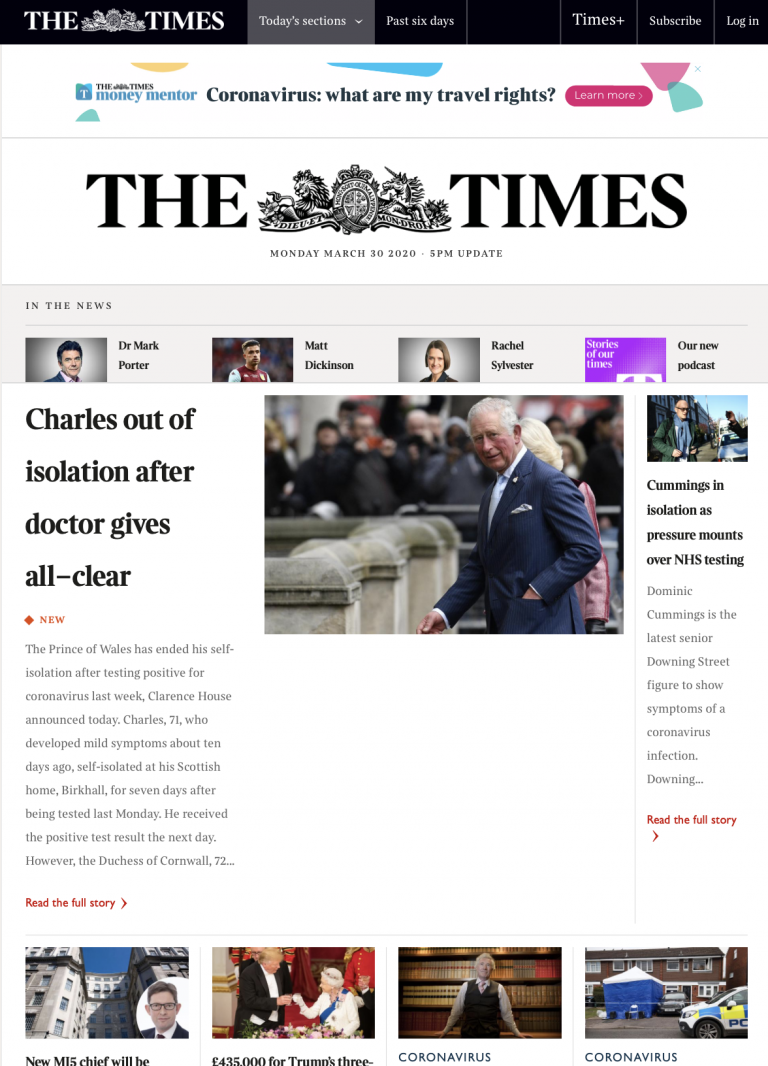 THE TIMES
Today's sections
Past six days
Times+
Subscribe
Log in
THE TIMES
money mentor
Coronavirus: what are my travel rights?
Learn more
THE TIMES
DIEU·ET MON·DROIT
MONDAY MARCH 30 2020 · 5PM UPDATE
IN THE NEWS
Dr Mark
Porter
Matt
Dickinson
Rachel
Sylvester
Stories
of our
times
Our new
podcast
Charles out of
isolation after
doctor gives
all–clear
NEW
The Prince of Wales has ended his self-
isolation after testing positive for
coronavirus last week, Clarence House
announced today. Charles, 71, who
developed mild symptoms about ten
days ago, self-isolated at his Scottish
home, Birkhall, for seven days after
being tested last Monday. He received
the positive test result the next day.
However, the Duchess of Cornwall, 72...
Read the full story
Cummings in
isolation as
pressure mounts
over NHS testing
Dominic
Cummings is the
latest senior
Downing Street
figure to show
symptoms of a
coronavirus
infection.
Downing...
Read the full story
New MI5 chief will be
£435,000 for Trump's three-
CORONAVIRUS
CORONAVIRUS